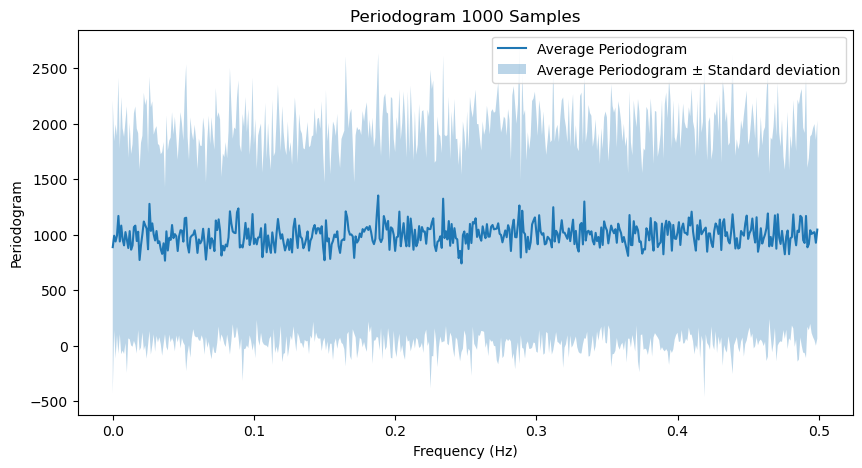 Periodogram 1000 Samples
Average Periodogram
Average Periodogram ± Standard deviation
Periodogram
2500
2000
1500
1000
500
0
−500
0.0
0.1
0.2
0.3
0.4
0.5
Frequency (Hz)